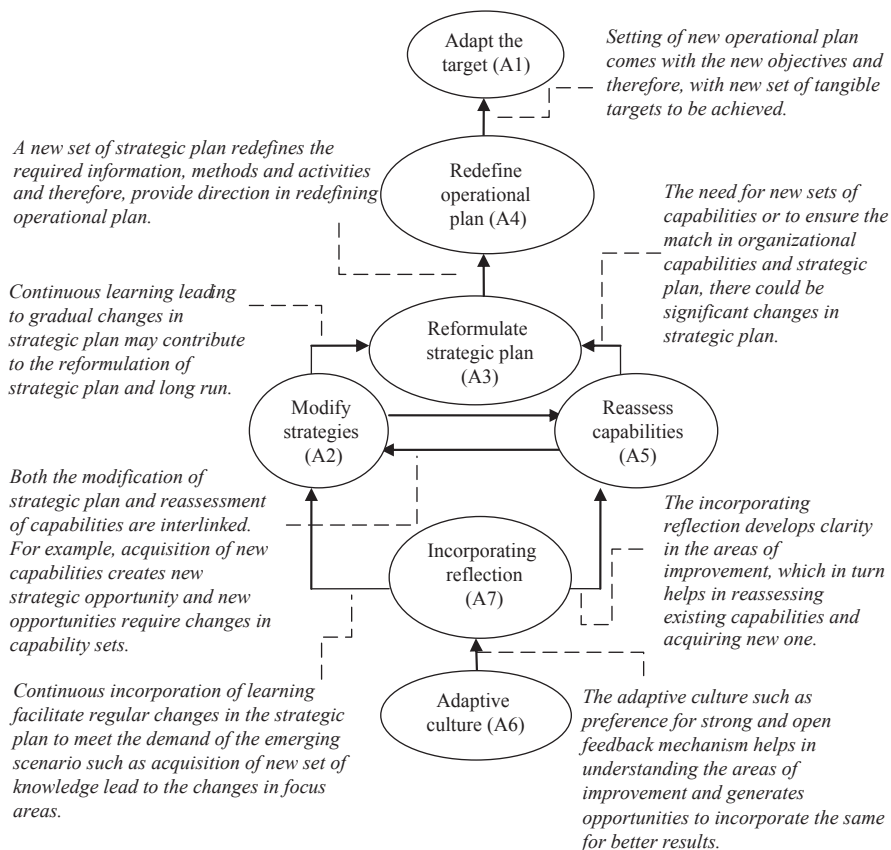 Adapt the
target (A1)
Setting of new operational plan
comes with the new objectives and
therefore, with new set of tangible
targets to be achieved.
A new set of strategic plan redefines the
required information, methods and activities
and therefore, provide direction in redefining
operational plan.
Redefine
operational
plan (A4)
The need for new sets of
capabilities or to ensure the
match in organizational
capabilities and strategic
plan, there could be
significant changes in
strategic plan.
Continuous learning leading
to gradual changes in
strategic plan may contribute
to the reformulation of
strategic plan and long run.
Reformulate
strategic plan
(A3)
Modify
strategies
(A2)
Reassess
capabilities
(A5)
Both the modification of
strategic plan and reassessment
of capabilities are interlinked.
For example, acquisition of new
capabilities creates new
strategic opportunity and new
opportunities require changes in
capability sets.
Incorporating
reflection
(A7)
The incorporating
reflection develops clarity
in the areas of
improvement, which in turn
helps in reassessing
existing capabilities and
acquiring new one.
Continuous incorporation of learning
facilitate regular changes in the strategic
plan to meet the demand of the emerging
scenario such as acquisition of new set of
knowledge lead to the changes in focus
areas.
Adaptive
culture (A6)
The adaptive culture such as
preference for strong and open
feedback mechanism helps in
understanding the areas of
improvement and generates
opportunities to incorporate the same
for better results.